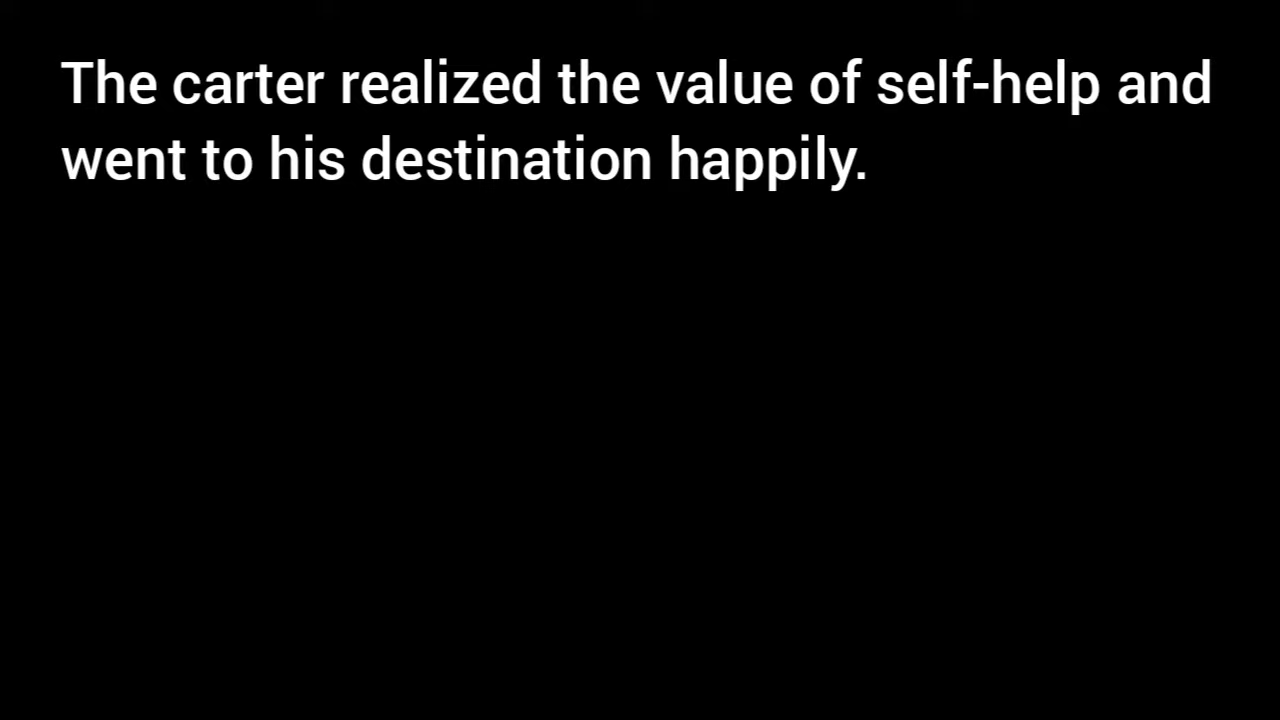 The carter realized the value of self-help and
went to his destination happily.